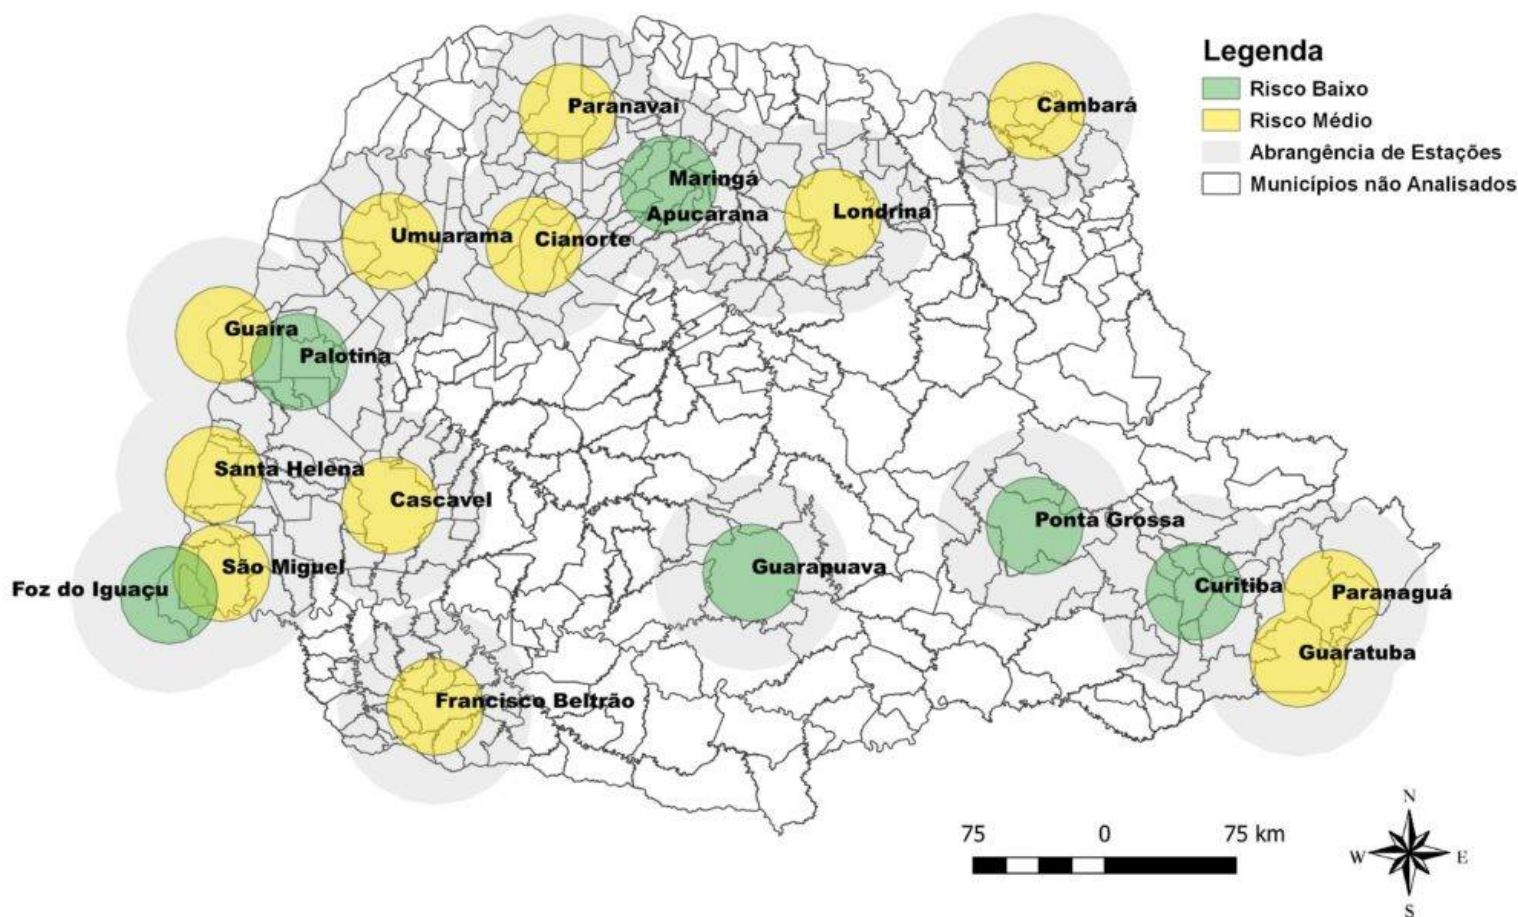 Legenda
Risco Baixo
Risco Médio
Abrangência de Estações
Municípios não Analisados
Paranavai
Cambará
Maringá
Apucarana
Londrina
Umuarama
Cianorte
Guaira
Palotina
Santa Helena
Cascavel
Ponta Grossa
São Miguel
Foz do Iguaçu
Guarapuava
Curitiba
Paranaguá
Guaratuba
Francisco Beltrão
75 0 75 km
N
W E
S